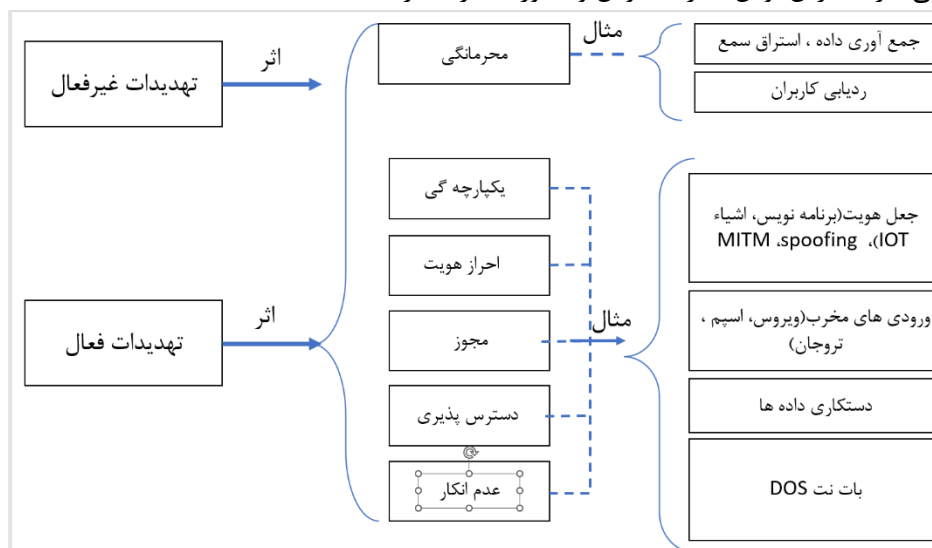 مثال
جمع آوری داده ، استراق سمع
محرمانگی
اثر
تهدیدات غیرفعال
ردیابی کاربران
یکپارچه گی
جعل هویت(برنامه نویس، اشیاء
IOT)، spoofing، MITM
احراز هویت
ورودی های مخرب(ویروس، اسپم ،
تروجان)
مثال
مجوز
اثر
تهدیدات فعال
دستکاری داده ها
دسترس پذیری
عدم انکار
بات نت DOS